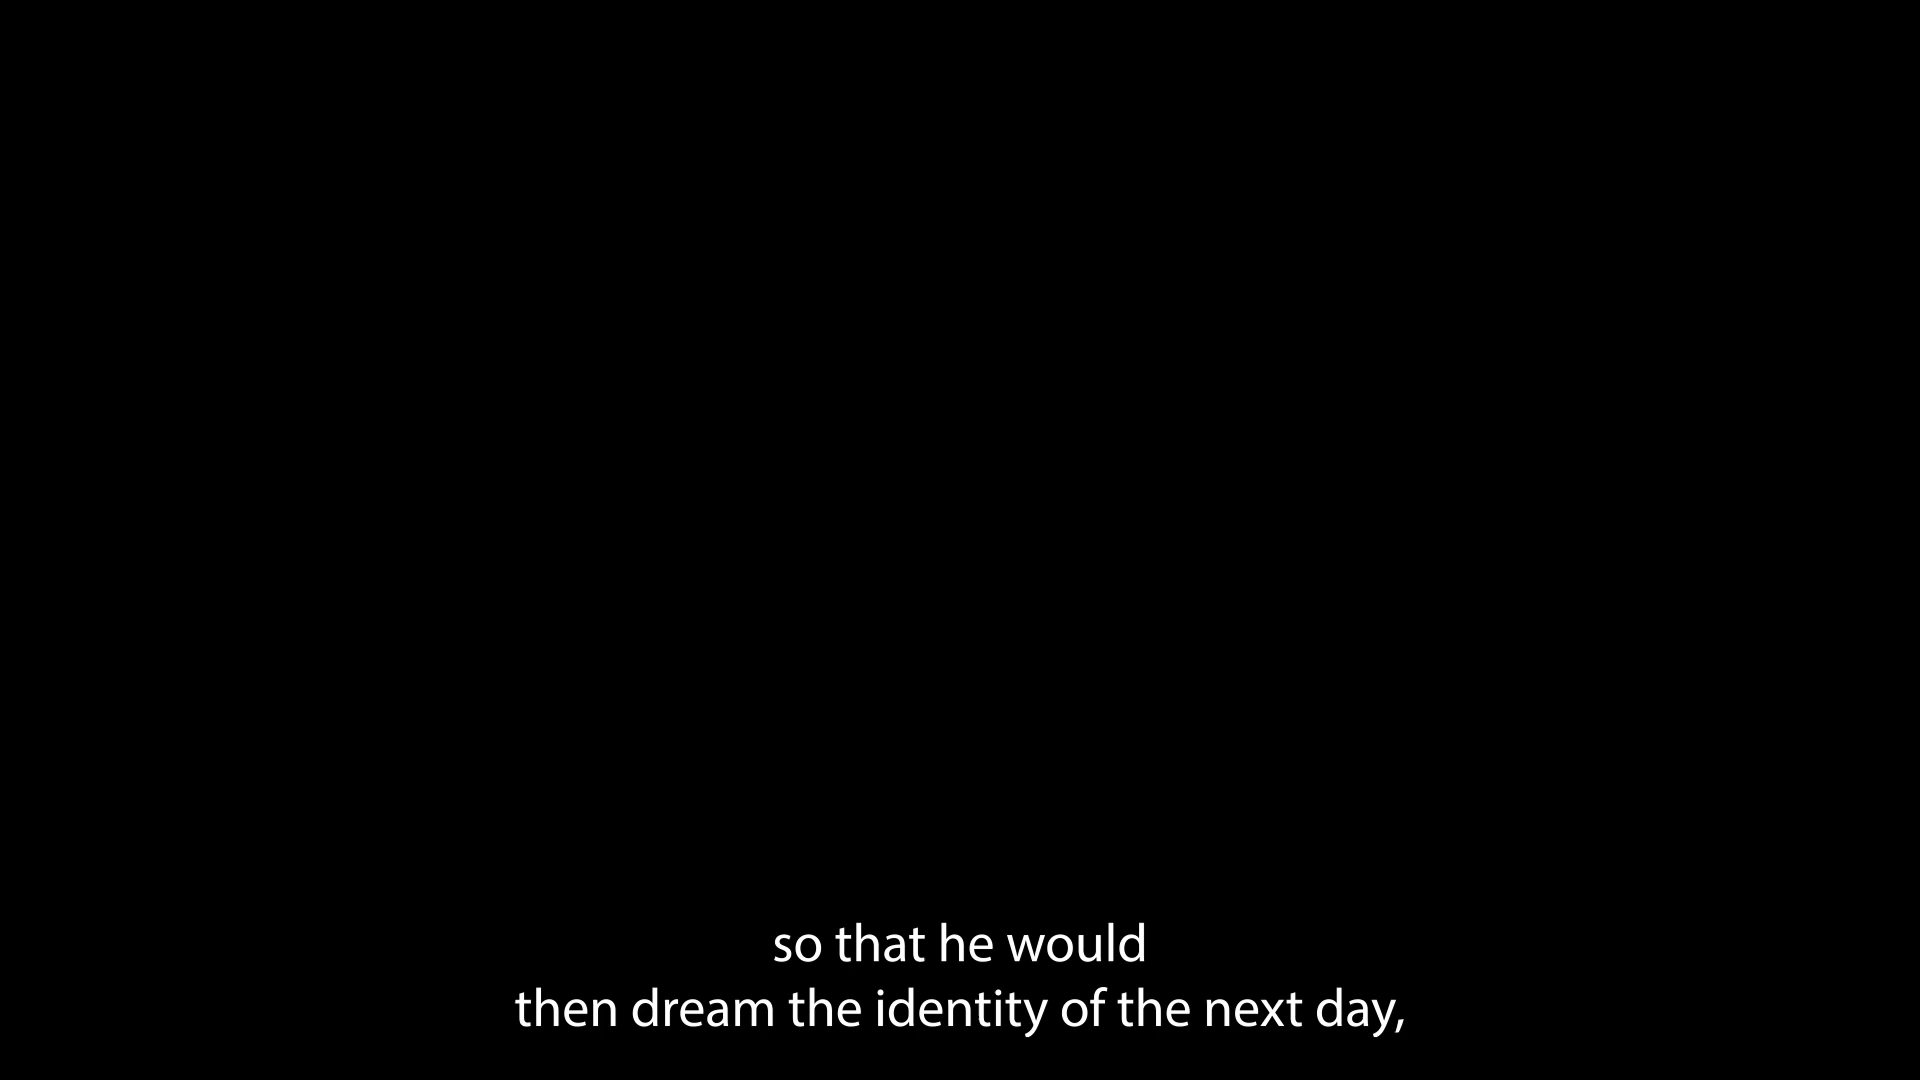 so that he would
then dream the identity of the next day,